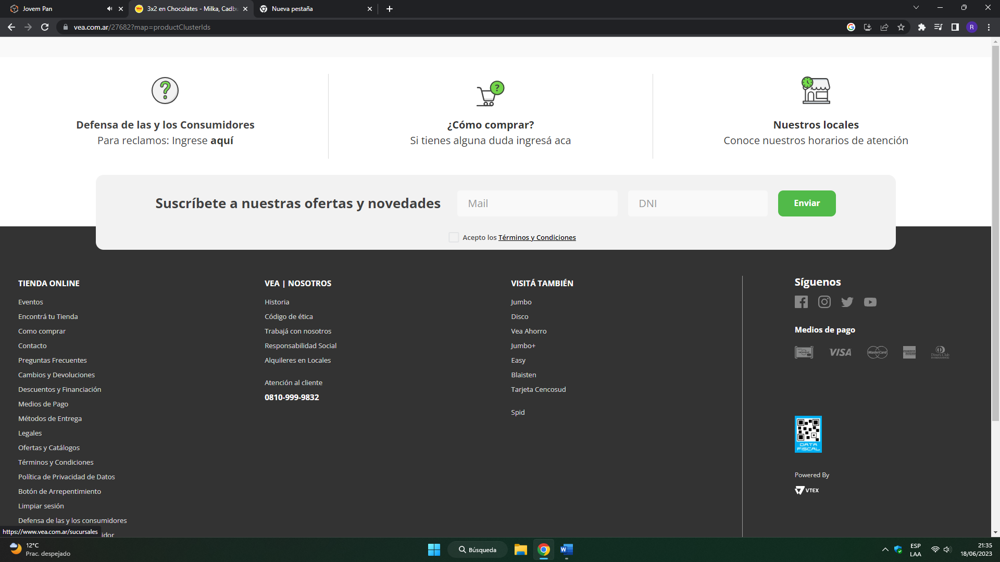 Jovem Pan
3x2 en Chocolates - Milka, Cadbu
Nueva pestaña
vea.com.ar/27682?map=productClusterIds
R
Defensa de las y los Consumidores
Para reclamos: Ingrese aquí
¿Cómo comprar?
Si tienes alguna duda ingresá aca
Nuestros locales
Conoce nuestros horarios de atención
Suscríbete a nuestras ofertas y novedades
Mail
DNI
Enviar
Acepto los Términos y Condiciones
TIENDA ONLINE
Eventos
Encontrá tu Tienda
Como comprar
Contacto
Preguntas Frecuentes
Cambios y Devoluciones
Descuentos y Financiación
Medios de Pago
Métodos de Entrega
Legales
Ofertas y Catálogos
Términos y Condiciones
Política de Privacidad de Datos
Botón de Arrepentimiento
Limpiar sesión
Defensa de las y los consumidores
idor
VEA | NOSOTROS
Historia
Código de ética
Trabajá con nosotros
Responsabilidad Social
Alquileres en Locales
Atención al cliente
0810-999-9832
VISITÁ TAMBIÉN
Jumbo
Disco
Vea Ahorro
Jumbo+
Easy
Blaisten
Tarjeta Cencosud
Spid
Síguenos
Medios de pago
VISA
MasterCard
Diners Club
INTERNATIONAL
DATA
FISCAL
Powered By
VTEX
https://www.vea.com.ar/sucursales
12°C
Prac. despejado
Búsqueda
ESP
LAA
21:35
18/06/2023